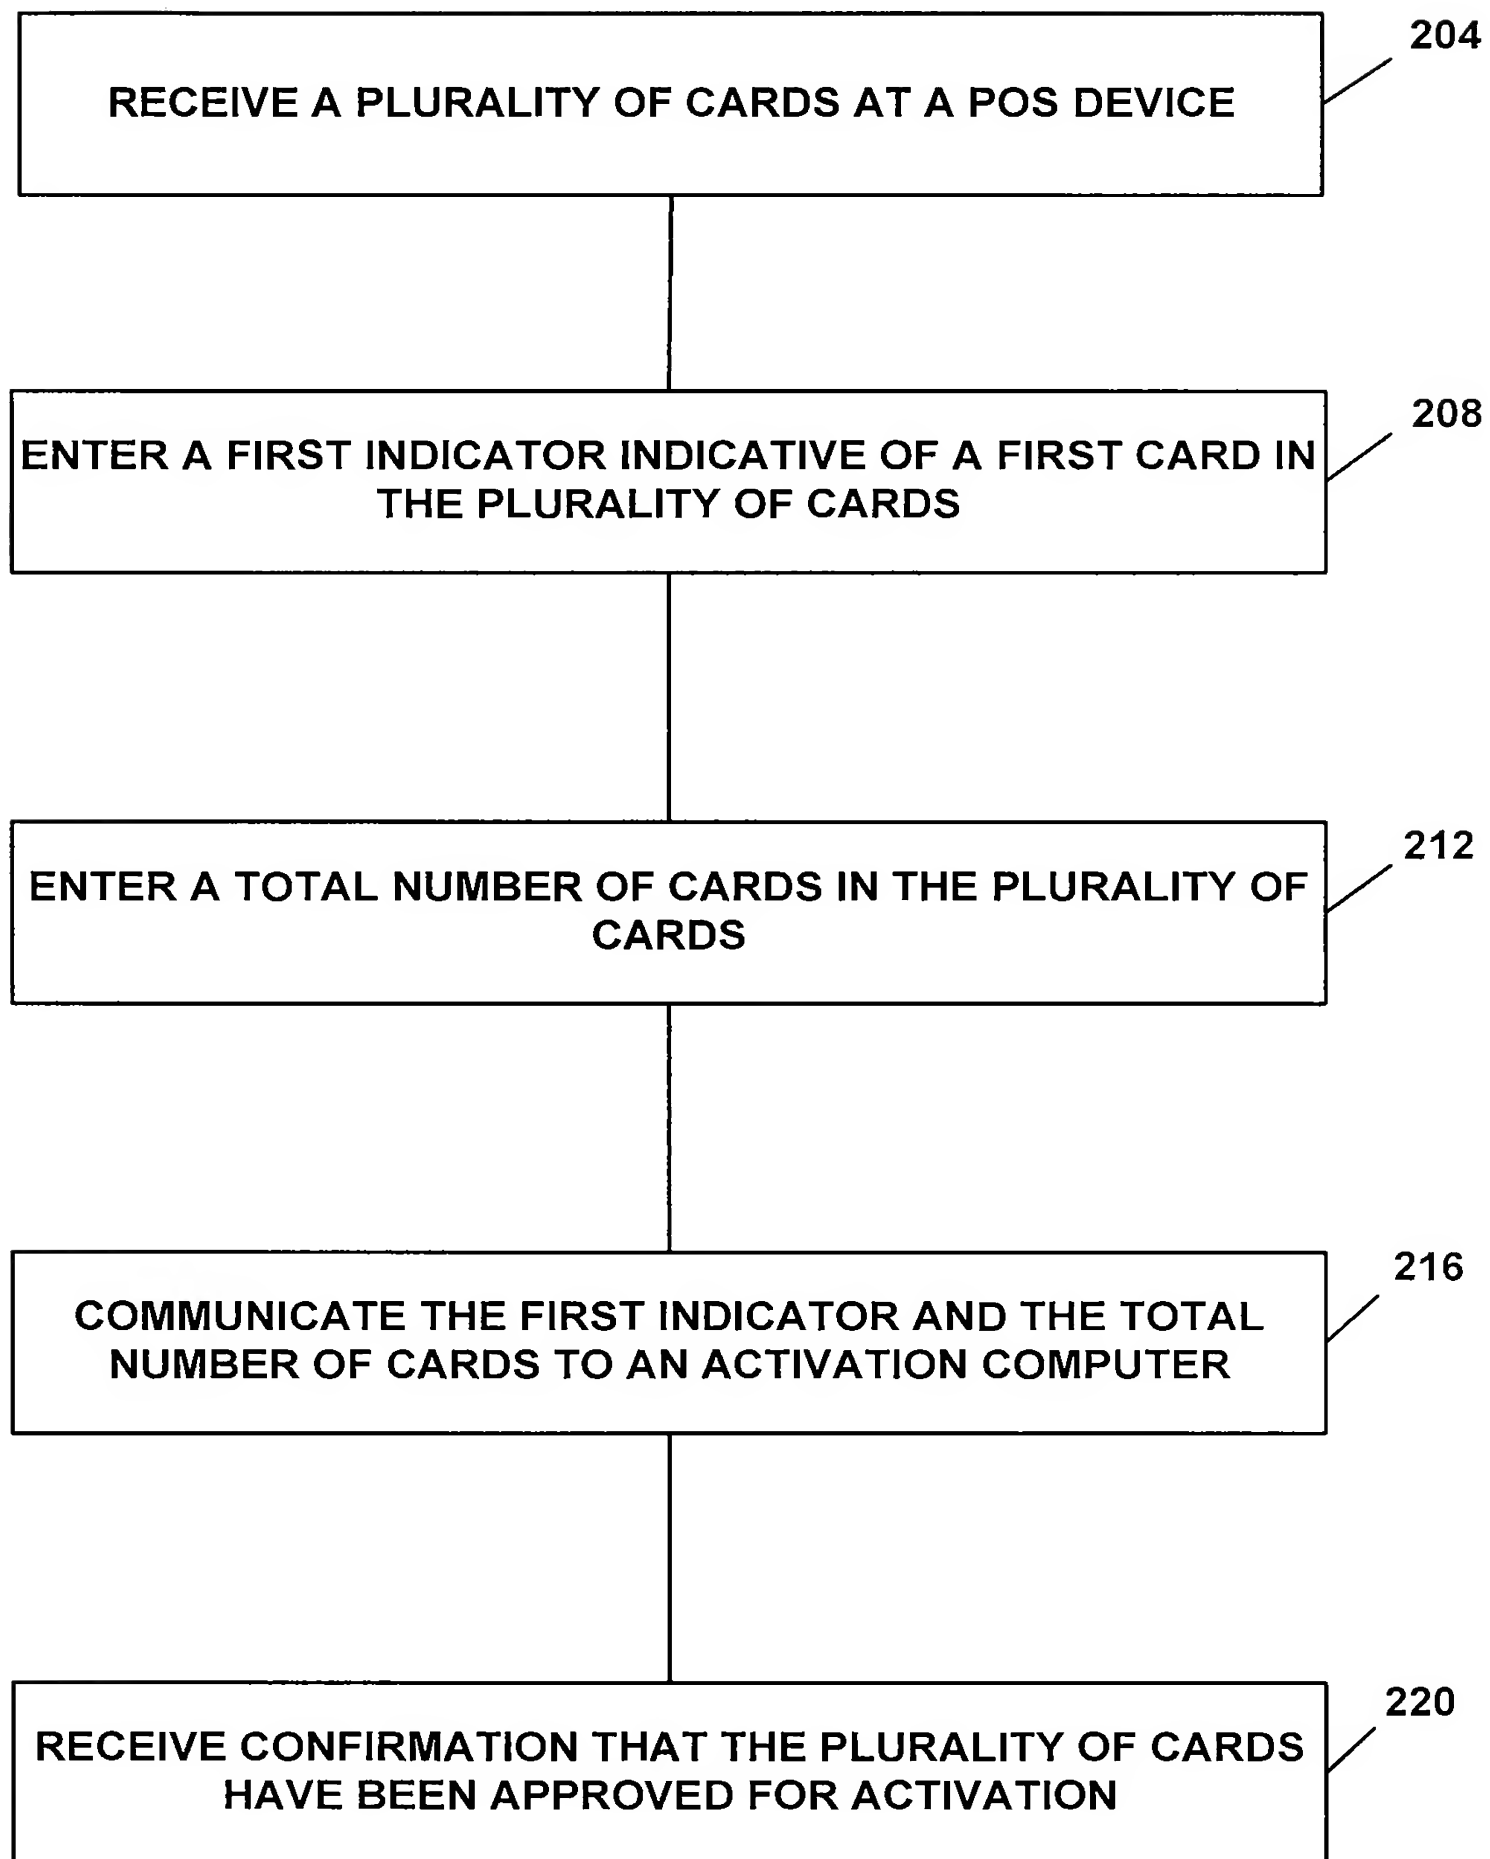 204
RECEIVE A PLURALITY OF CARDS AT A POS DEVICE
208
ENTER A FIRST INDICATOR INDICATIVE OF A FIRST CARD IN
THE PLURALITY OF CARDS
212
ENTER A TOTAL NUMBER OF CARDS IN THE PLURALITY OF
CARDS
216
COMMUNICATE THE FIRST INDICATOR AND THE TOTAL
NUMBER OF CARDS TO AN ACTIVATION COMPUTER
220
RECEIVE CONFIRMATION THAT THE PLURALITY OF CARDS
HAVE BEEN APPROVED FOR ACTIVATION